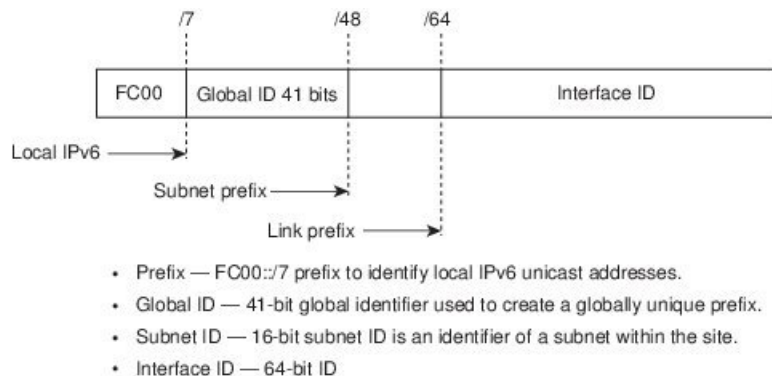 /7 /48 /64
FC00 Global ID 41 bits Interface ID
Local IPv6
Subnet prefix
Link prefix
• Prefix — FC00::/7 prefix to identify local IPv6 unicast addresses.
• Global ID — 41-bit global identifier used to create a globally unique prefix.
• Subnet ID — 16-bit subnet ID is an identifier of a subnet within the site.
• Interface ID — 64-bit ID